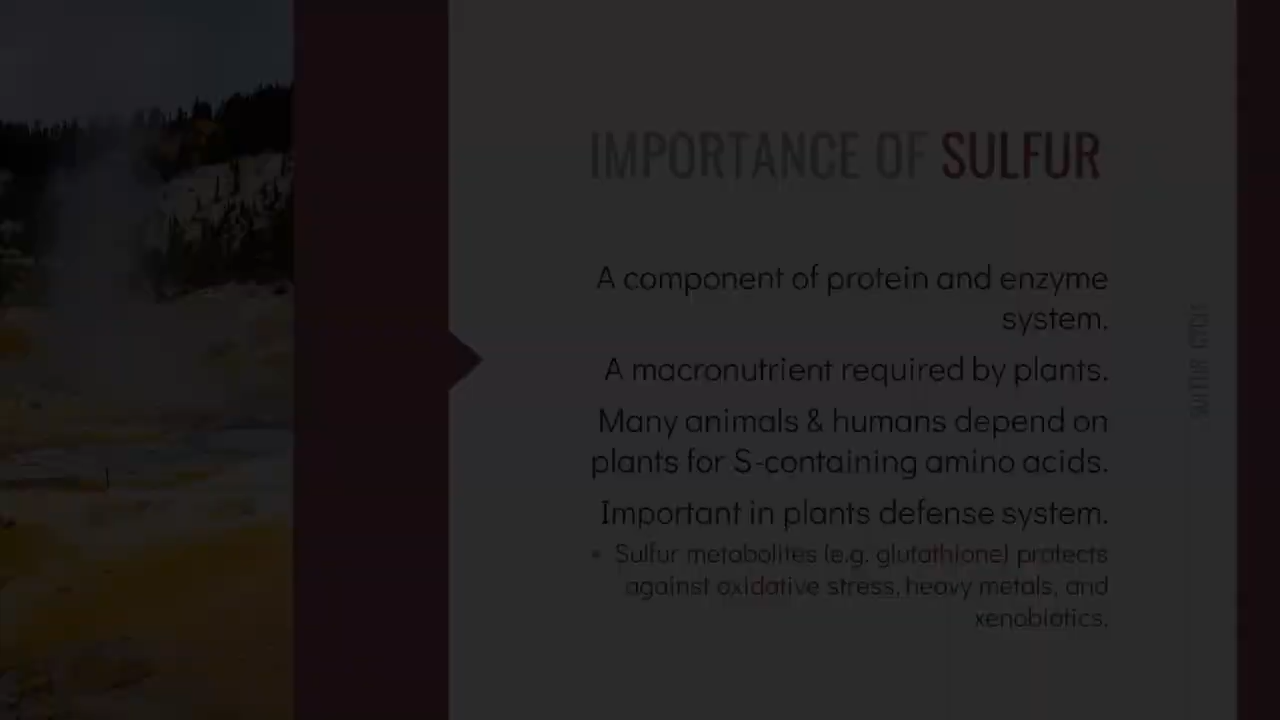 IMPORTANCE OF SULFUR
A component of protein and enzyme
system.
A macronutrient required by plants.
Many animals & humans depend on
plants for S-containing amino acids.
Important in plants defense system.
• Sulfur metabolites (e.g. glutathione) protects
against oxidative stress, heavy metals, and
xenobiotics.
SULFUR CYCLE